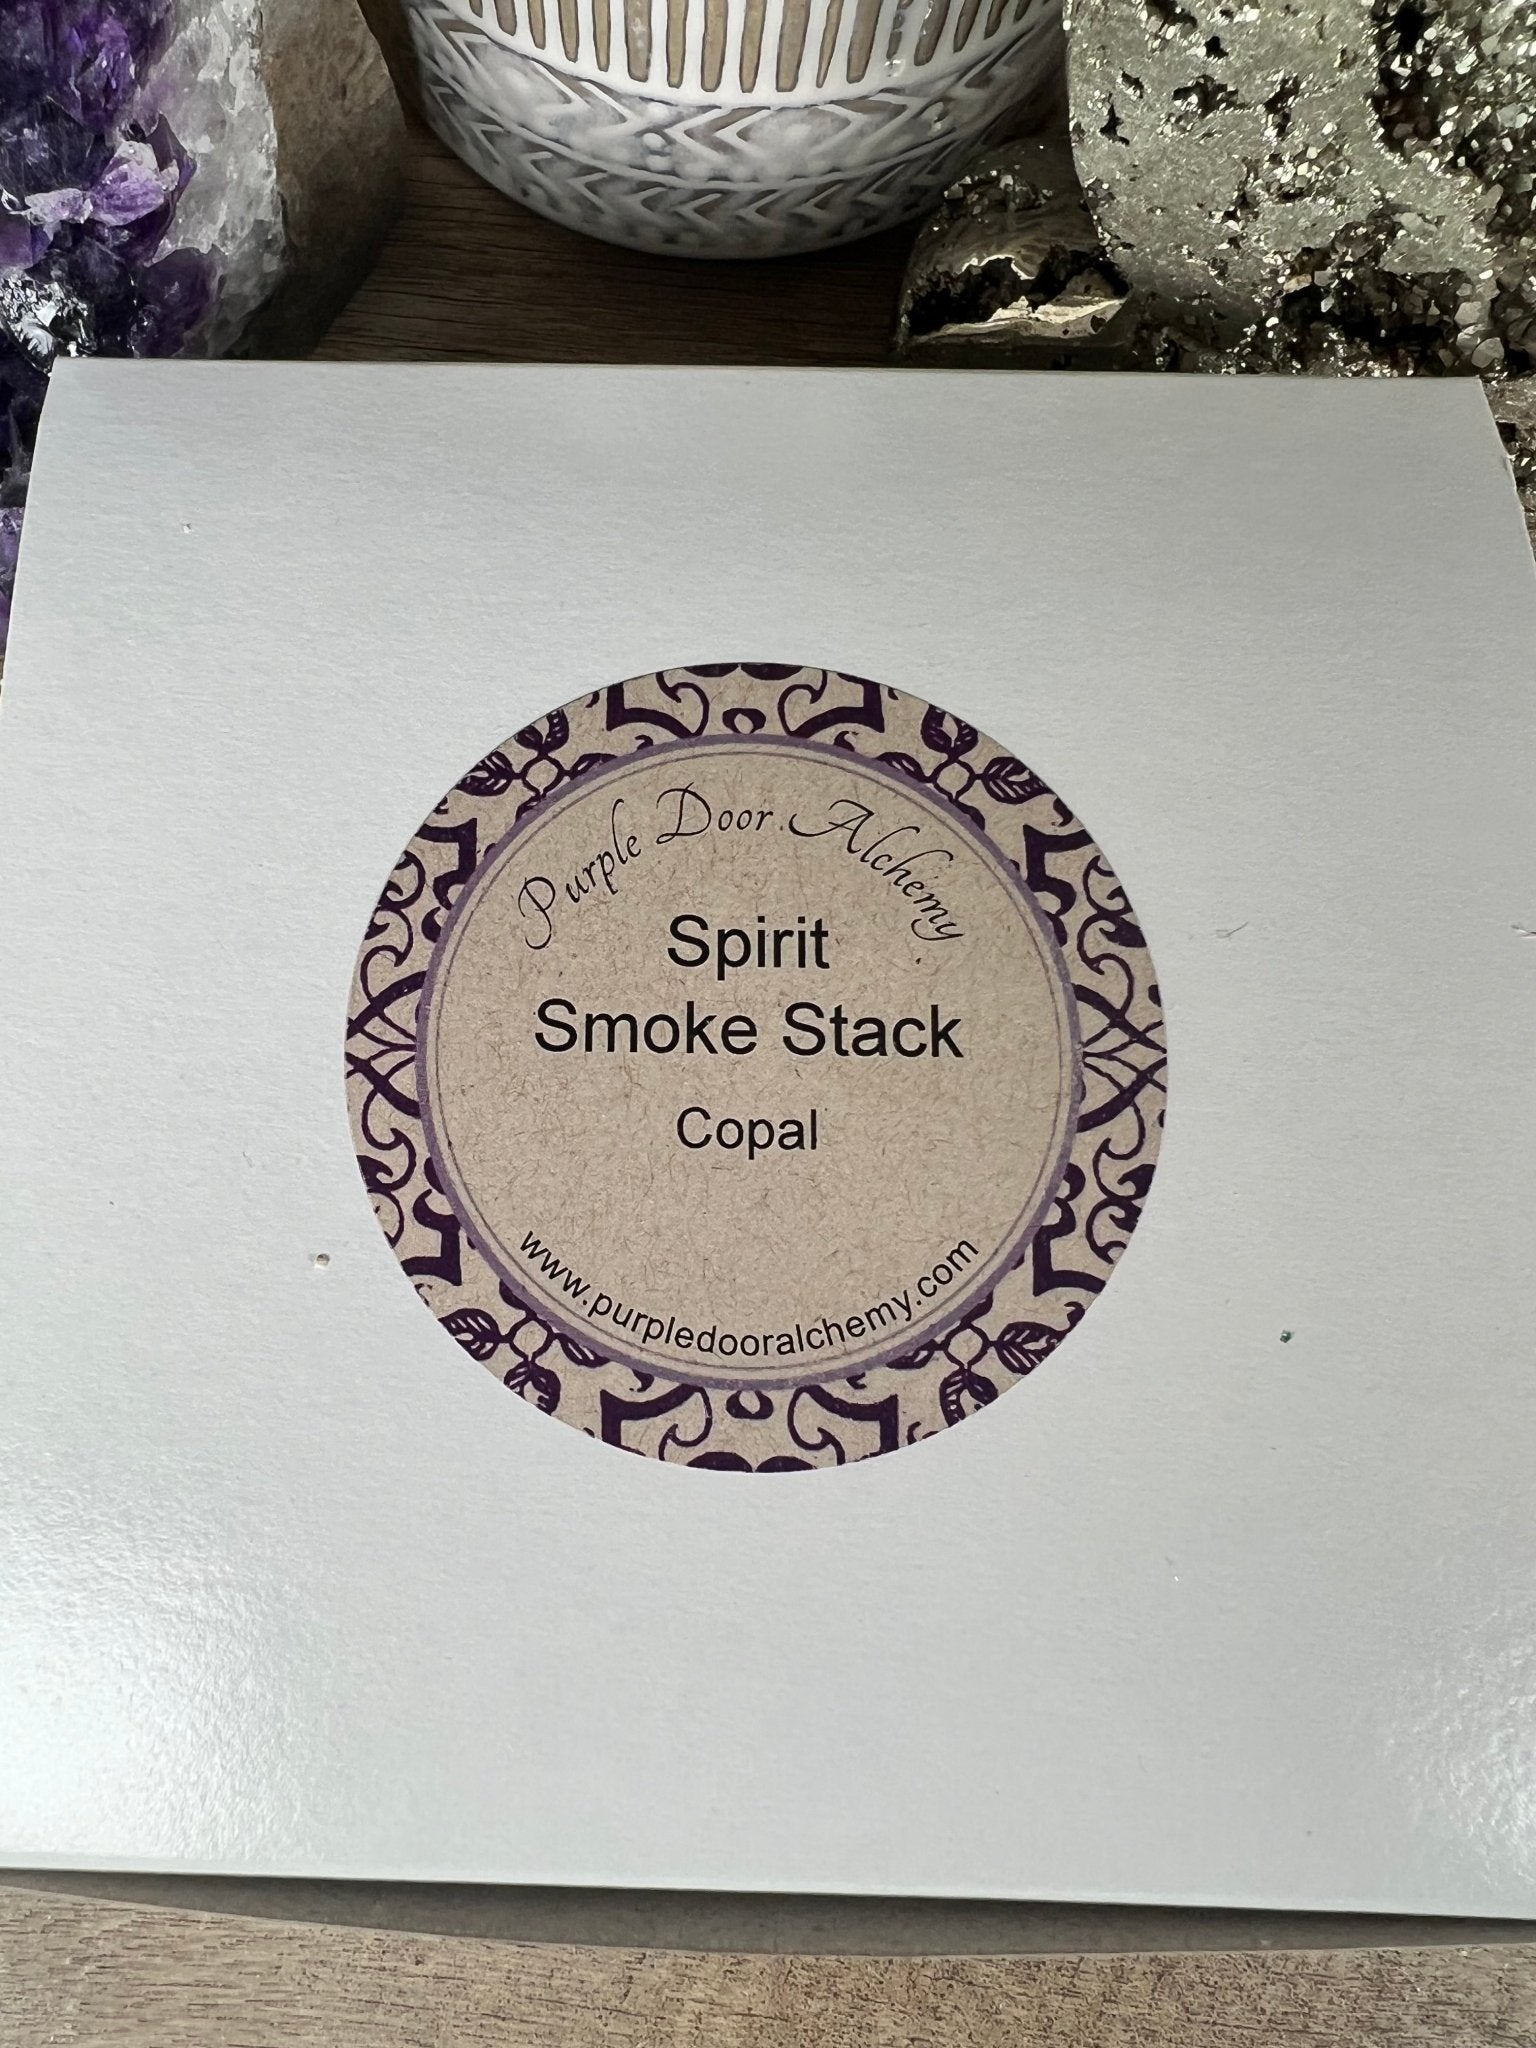 Purple Door Alchemy
Spirit
Smoke Stack
Copal
www.purpledooralchemy.com